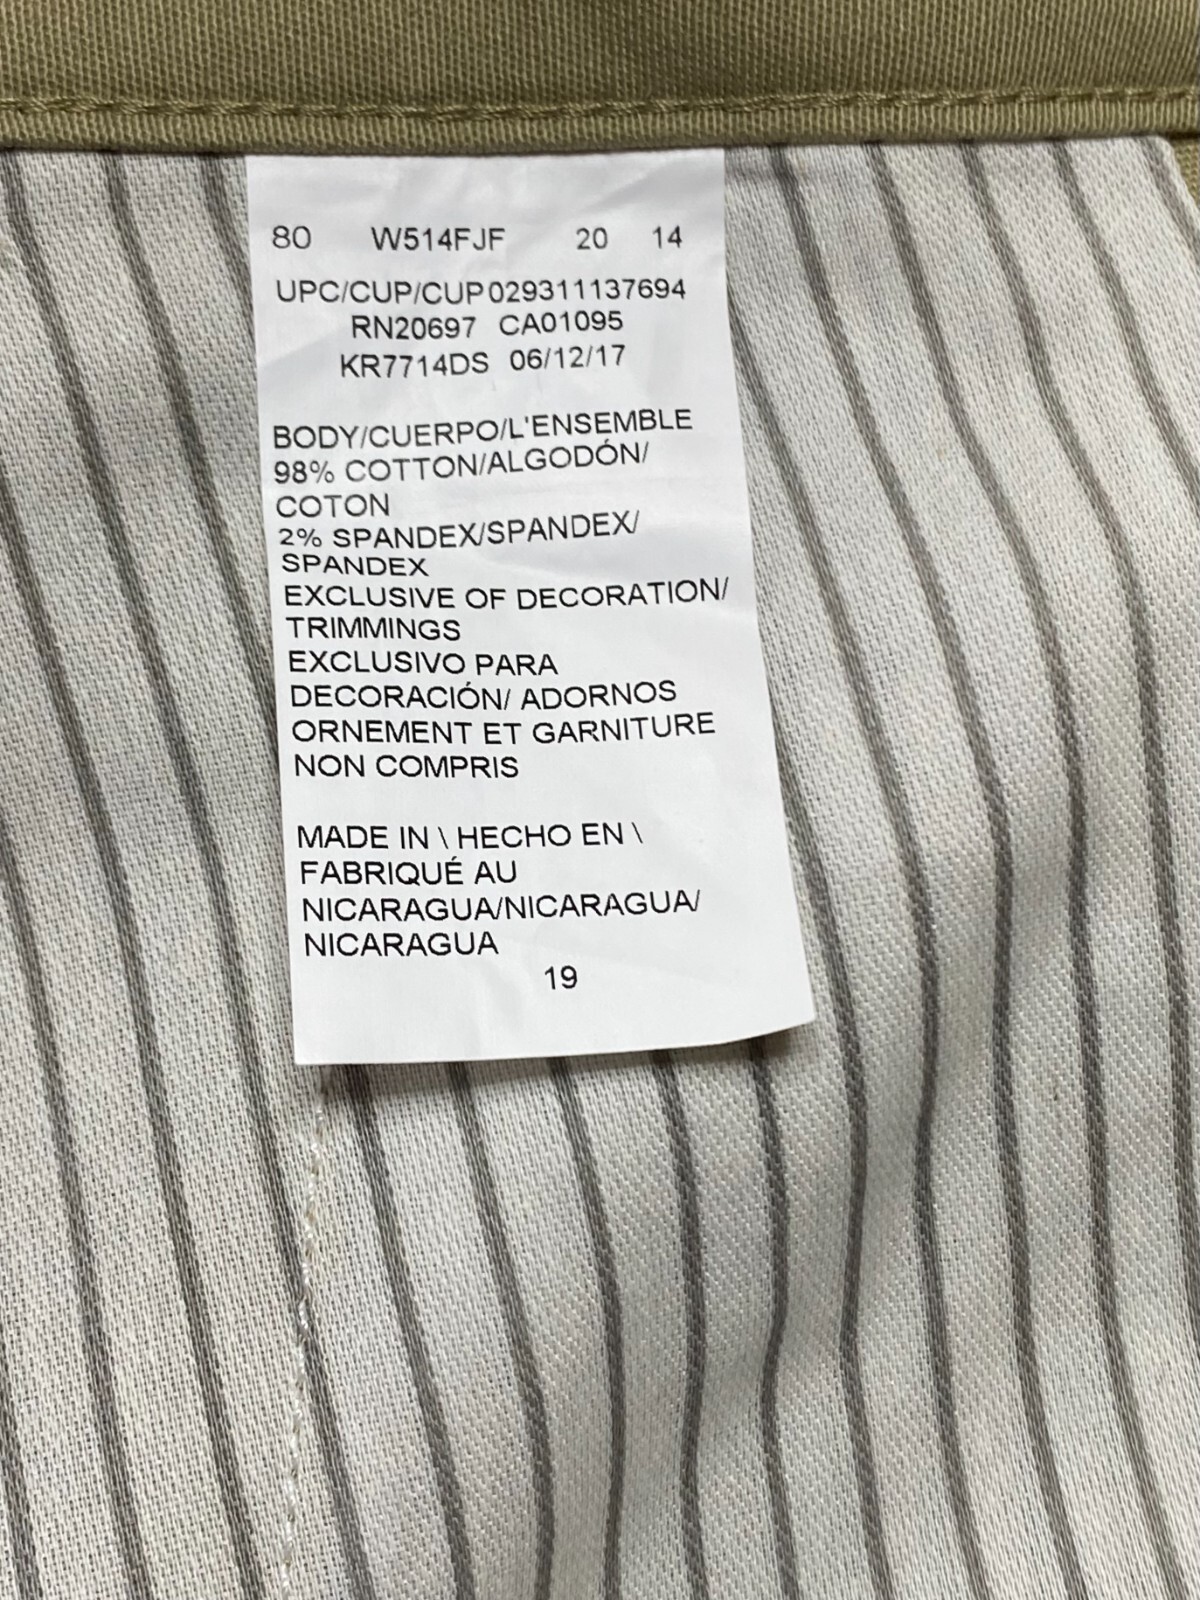 80 W514FJF 20 14
UPC/CUP/CUP029311137694
RN20697 CA01095
KR7714DS 06/12/17
BODY/CUERPO/L'ENSEMBLE
98% COTTON/ALGODÓN/
COTON
2% SPANDEX/SPANDEX/
SPANDEX
EXCLUSIVE OF DECORATION/
TRIMMINGS
EXCLUSIVO PARA
DECORACIÓN/ ADORNOS
ORNEMENT ET GARNITURE
NON COMPRIS
MADE IN \ HECHO EN \
FABRIQUÉ AU
NICARAGUA/NICARAGUA/
NICARAGUA
19